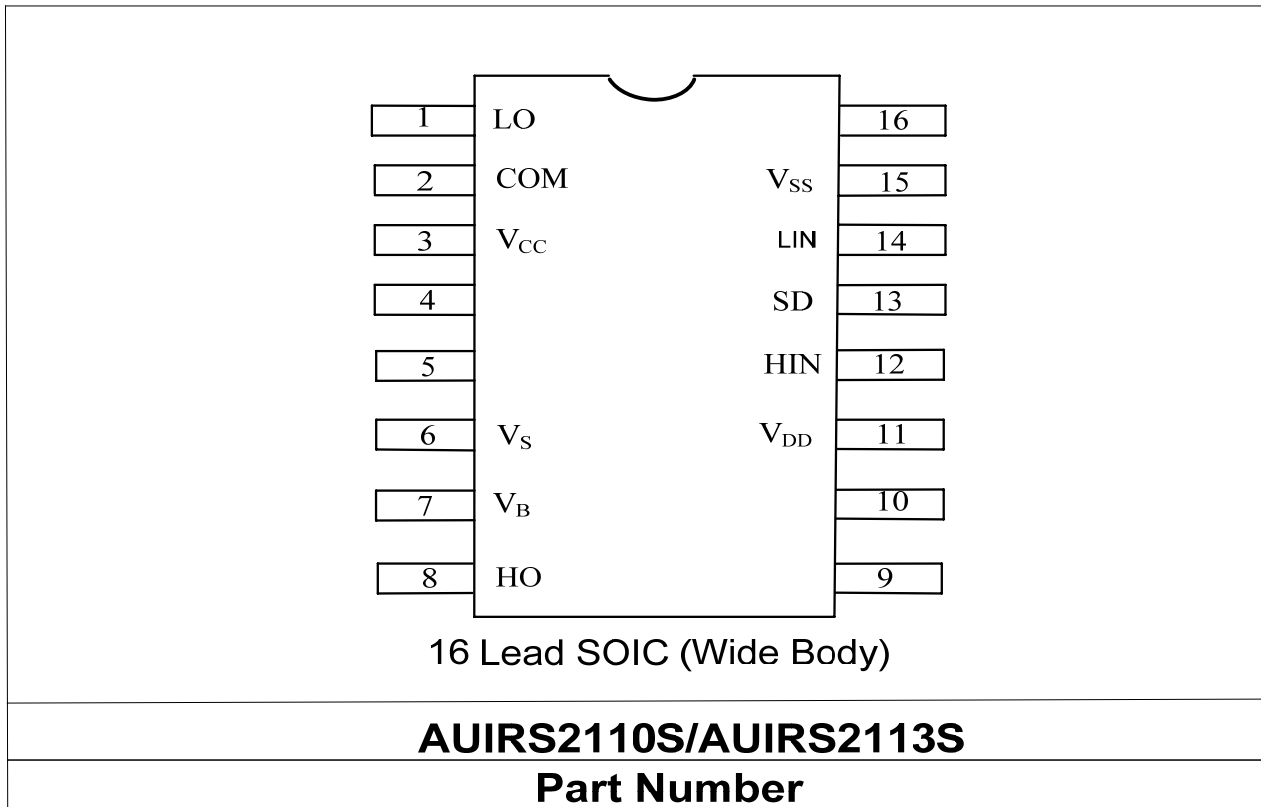 1 LO 16
2 COM VSS 15
3 VCC LIN 14
4 SD 13
5 HIN 12
6 VS VDD 11
7 VB 10
8 HO 9
16 Lead SOIC (Wide Body)
AUIRS2110S/AUIRS2113S
Part Number